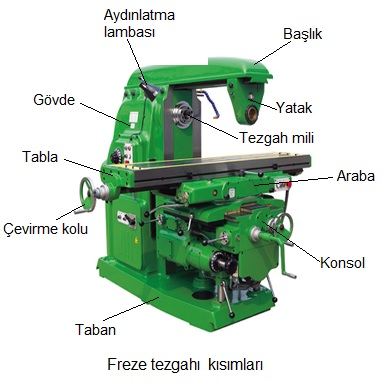 Aydınlatma
lambası
Başlık
Gövde
Yatak
Tezgah mili
Tabla
Araba
Çevirme kolu
Konsol
Taban
Freze tezgahı kısımları